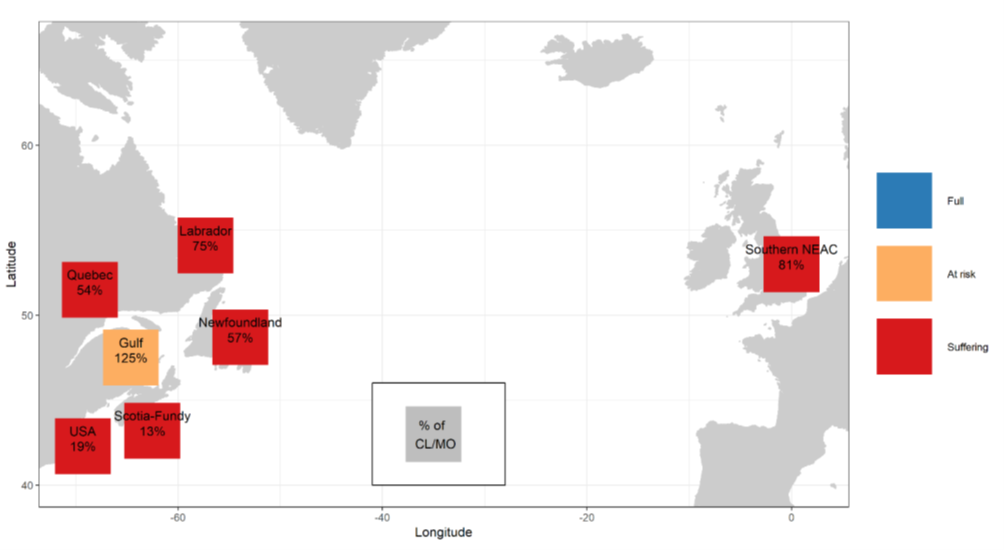 60
50
40
-60
-40
-20
0
Latitude
Longitude
Labrador
75%
Quebec
54%
Newfoundland
57%
Gulf
125%
Scotia-Fundy
13%
USA
19%
Southern NEAC
81%
% of
CL/MO
Full
At risk
Suffering